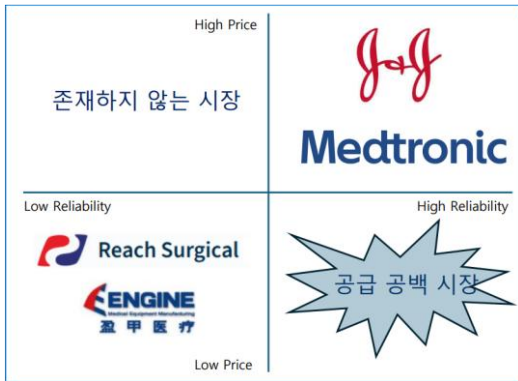 High Price
존재하지 않는 시장
J&J
Medtronic
Low Reliability
High Reliability
Reach Surgical
공급 공백 시장
ENGINE
Medical Equipment Manufacturing
盈甲医疗
Low Price